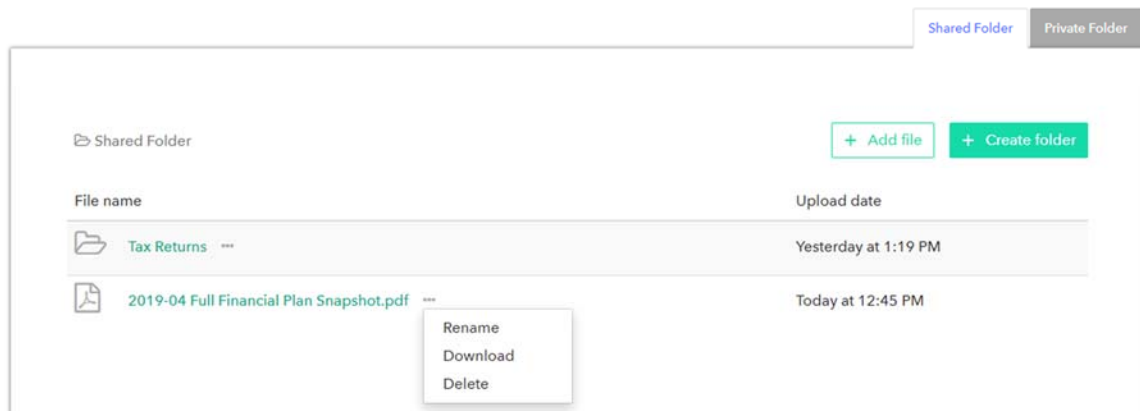 Shared Folder Private Folder
Shared Folder + Add file + Create folder
File name Upload date
Tax Returns ... Yesterday at 1:19 PM
2019-04 Full Financial Plan Snapshot.pdf ... Today at 12:45 PM
Rename
Download
Delete